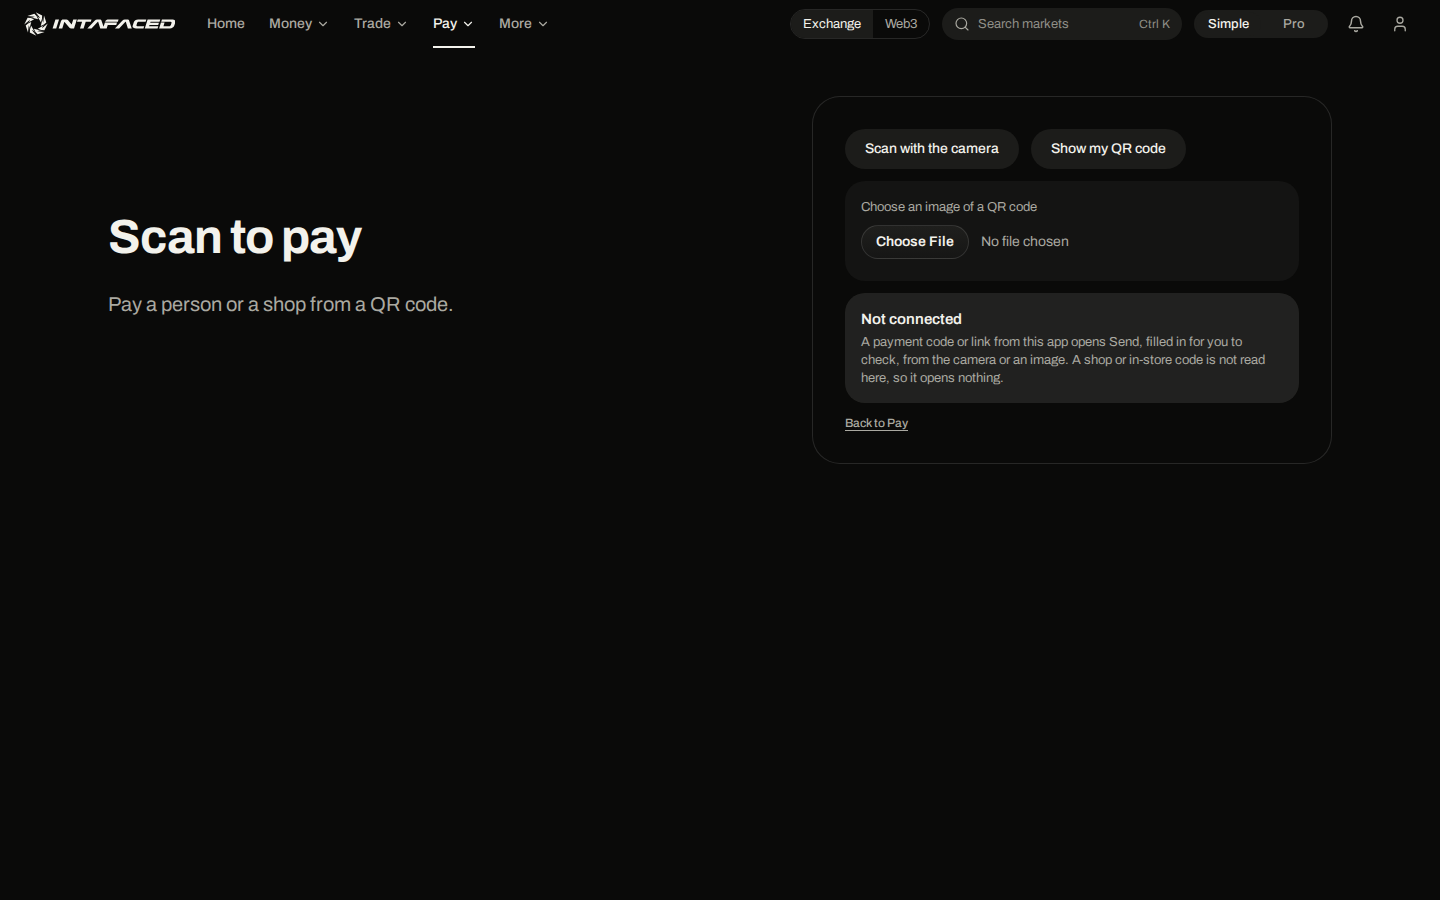 INTAFACED
Home
Money
Trade
Pay
More
Exchange
Web3
Search markets
Ctrl K
Simple
Pro
Scan to pay
Pay a person or a shop from a QR code.
Scan with the camera
Show my QR code
Choose an image of a QR code
Choose File
No file chosen
Not connected
A payment code or link from this app opens Send, filled in for you to
check, from the camera or an image. A shop or in-store code is not read
here, so it opens nothing.
Back to Pay